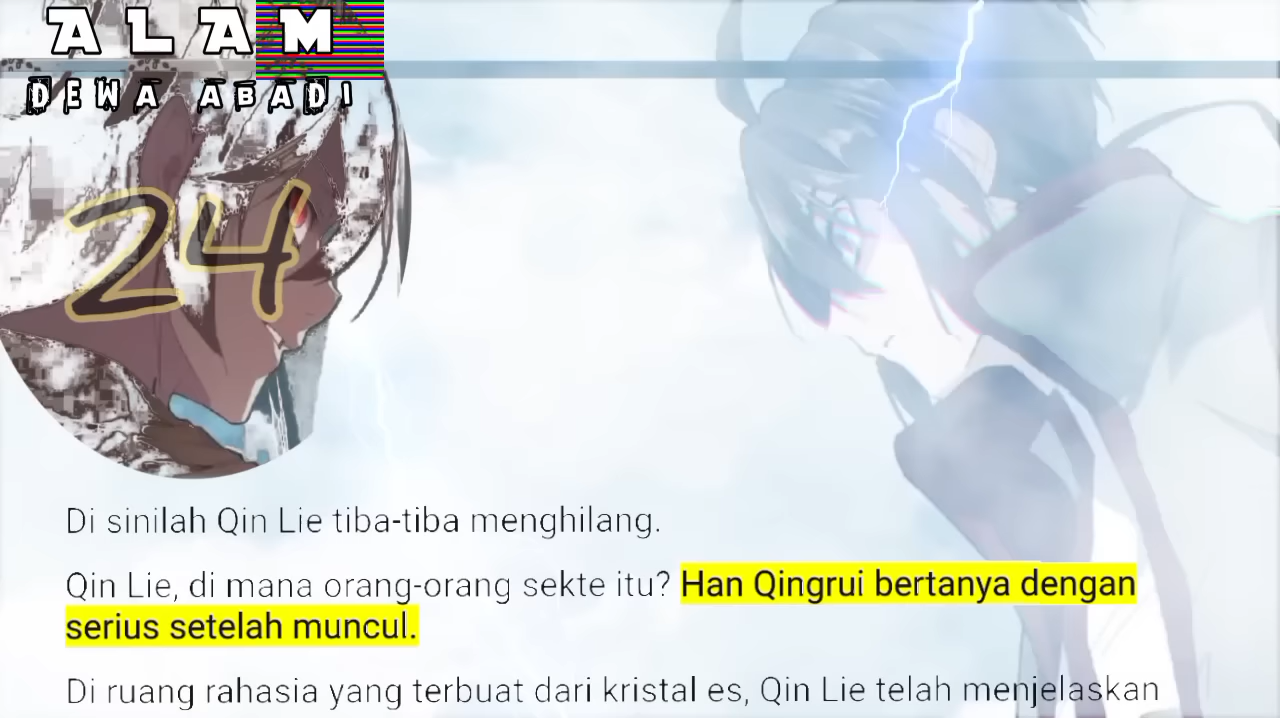 ALAM
DEWA ABADI
24
Di sinilah Qin Lie tiba-tiba menghilang.
Qin Lie, di mana orang-orang sekte itu? Han Qingrui bertanya dengan
serius setelah muncul.
Di ruang rahasia yang terbuat dari kristal es, Qin Lie telah menjelaskan